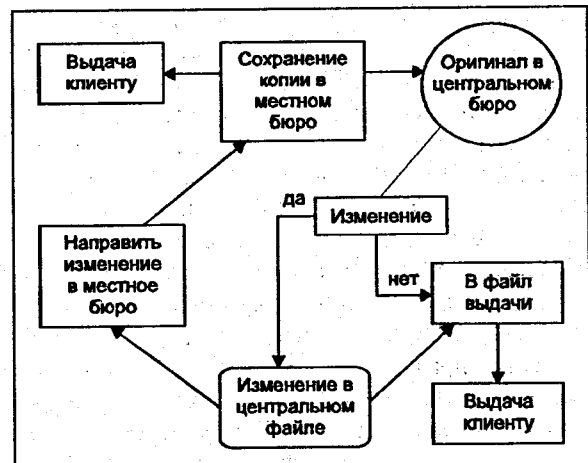 Выдача
клиенту
Сохранение
копии в
местном
бюро
Оригинал в
центральном
бюро
да
Изменение
Направить
изменение
в местное
бюро
нет
В файл
выдачи
Изменение в
центральном
файле
Выдача
клиенту